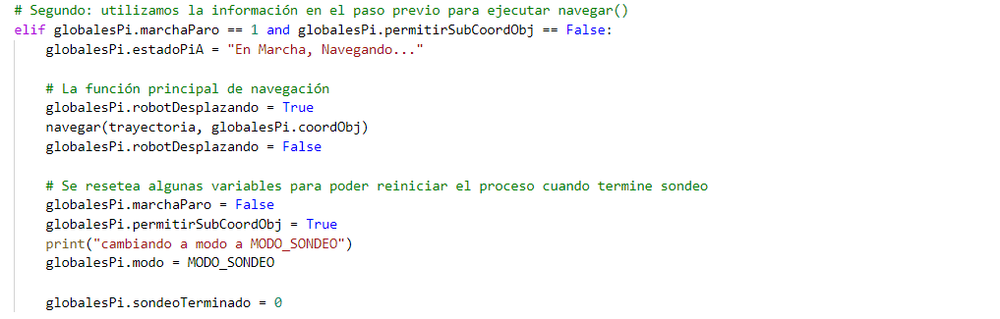 # Segundo: utilizamos la información en el paso previo para ejecutar navegar()
elif globalesPi.marchaParo == 1 and globalesPi.permitirSubCoordObj == False:
    globalesPi.estadoPiA = "En Marcha, Navegando..."

    # La función principal de navegación
    globalesPi.robotDesplazando = True
    navegar(trayectoria, globalesPi.coordObj)
    globalesPi.robotDesplazando = False

    # Se resetea algunas variables para poder reiniciar el proceso cuando termine sondeo
    globalesPi.marchaParo = False
    globalesPi.permitirSubCoordObj = True
    print("cambiando a modo a MODO_SONDEO")
    globalesPi.modo = MODO_SONDEO

    globalesPi.sondeoTerminado = 0